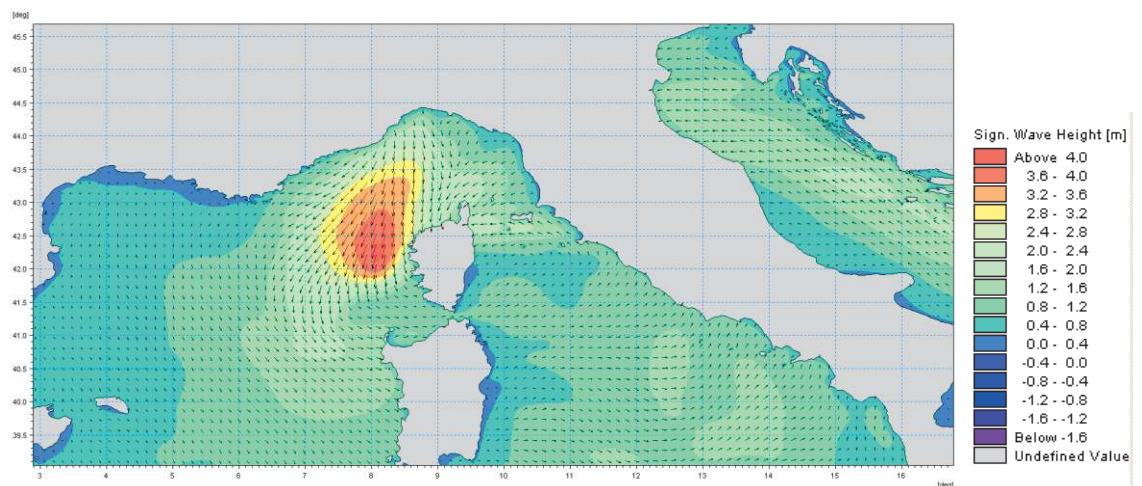 [deg]
45.5
45.0
44.5
44.0
43.5
43.0
42.5
42.0
41.5
41.0
40.5
40.0
39.5
3 4 5 6 7 8 9 10 11 12 13 14 15 16
[deg]
Sign. Wave Height [m]
Above 4.0
3.6 - 4.0
3.2 - 3.6
2.8 - 3.2
2.4 - 2.8
2.0 - 2.4
1.6 - 2.0
1.2 - 1.6
0.8 - 1.2
0.4 - 0.8
0.0 - 0.4
-0.4 - 0.0
-0.8 - -0.4
-1.2 - -0.8
-1.6 - -1.2
Below -1.6
Undefined Value